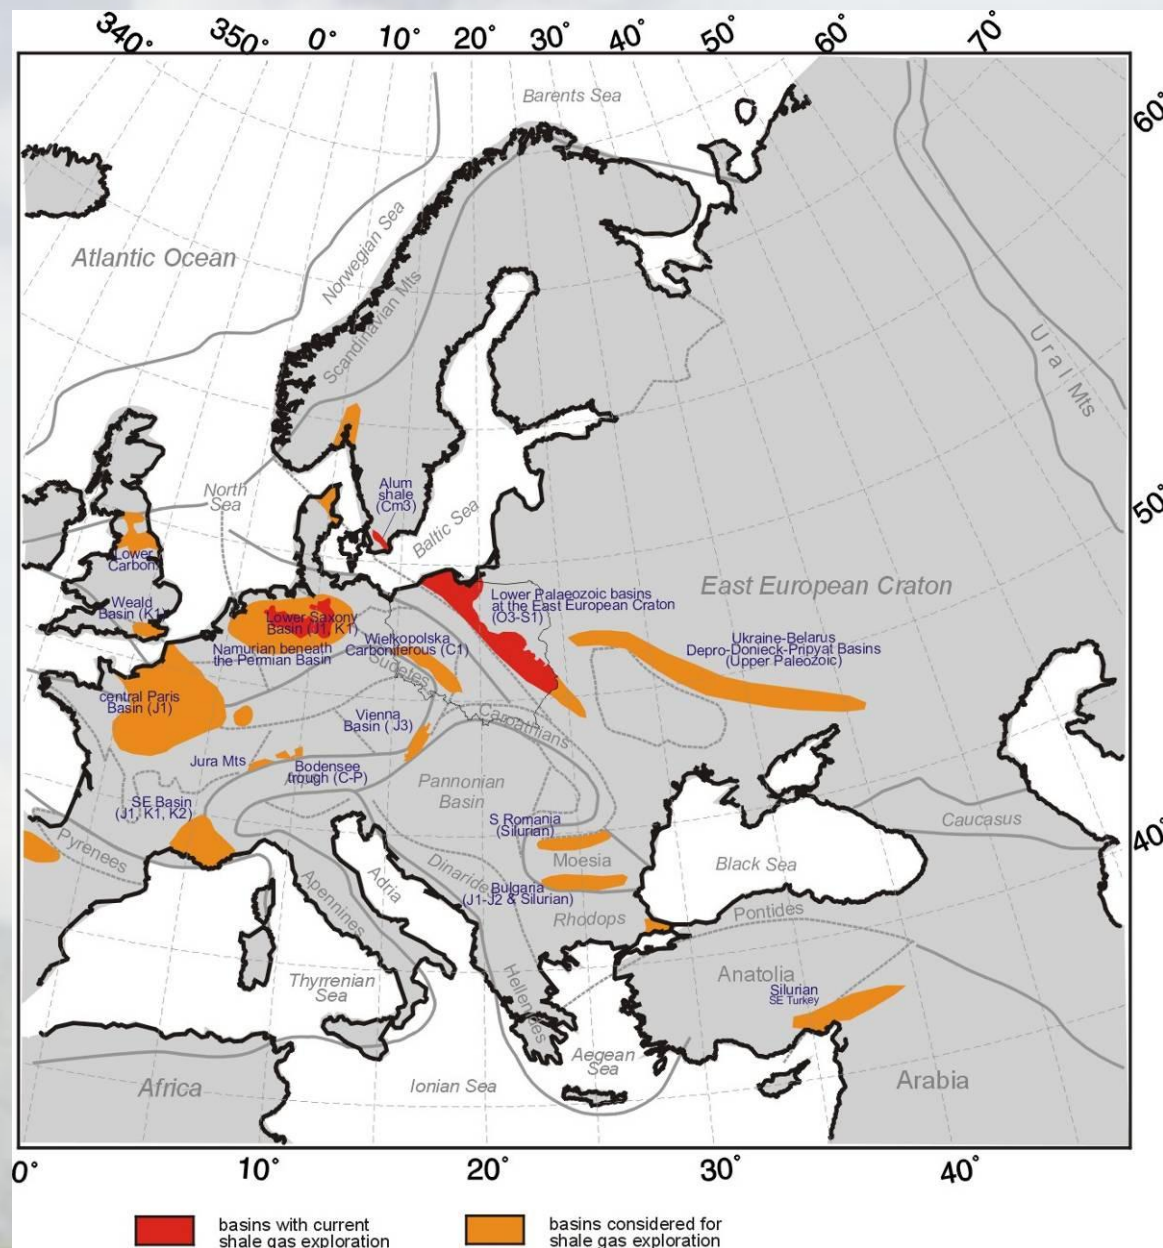 340°
350°
0°
10°
20°
30°
40°
50°
60°
70°
60°
Barents Sea
Norwegian Sea
Atlantic Ocean
Scandinavian Mts
Ural Mts
50°
North
Sea
Alum
shale
(Cm3)
Baltic Sea
Lower
Carbon
East European Craton
Lower Palaeozoic basins
at the East European Craton
(O3-S1)
Weald
Basin (K1)
Lower Saxony
Basin (J1, K1)
Namurian beneath
the Permian Basin
Wielkopolska
Carboniferous (C1)
Sudetes
Ukraine-Belarus
Depro-Donieck-Pripyat Basins
(Upper Paleozoic)
central Paris
Basin (J1)
Vienna
Basin ( J3)
Carpathians
Jura Mts
Bodensee
trough (C-P)
Pannonian
Basin
SE Basin
(J1, K1, K2)
S Romania
(Silurian)
Caucasus
40°
Pyrenees
Moesia
Black Sea
Apennines
Adria
Dinarides
Bulgaria
(J1-J2 & Silurian)
Rhodops
Pontides
Thyrrenian
Sea
Hellenides
Anatolia
Silurian
SE Turkey
Aegean
Sea
Africa
Ionian Sea
Arabia
0°
10°
20°
30°
40°
basins with current
shale gas exploration
basins considered for
shale gas exploration